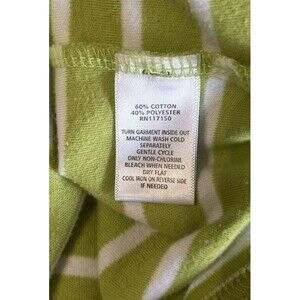 60% COTTON
40% POLYESTER
RN117150
TURN GARMENT INSIDE OUT
MACHINE WASH COLD
SEPARATELY
GENTLE CYCLE
ONLY NON-CHLORINE
BLEACH WHEN NEEDED
DRY FLAT
COOL IRON ON REVERSE SIDE
IF NEEDED